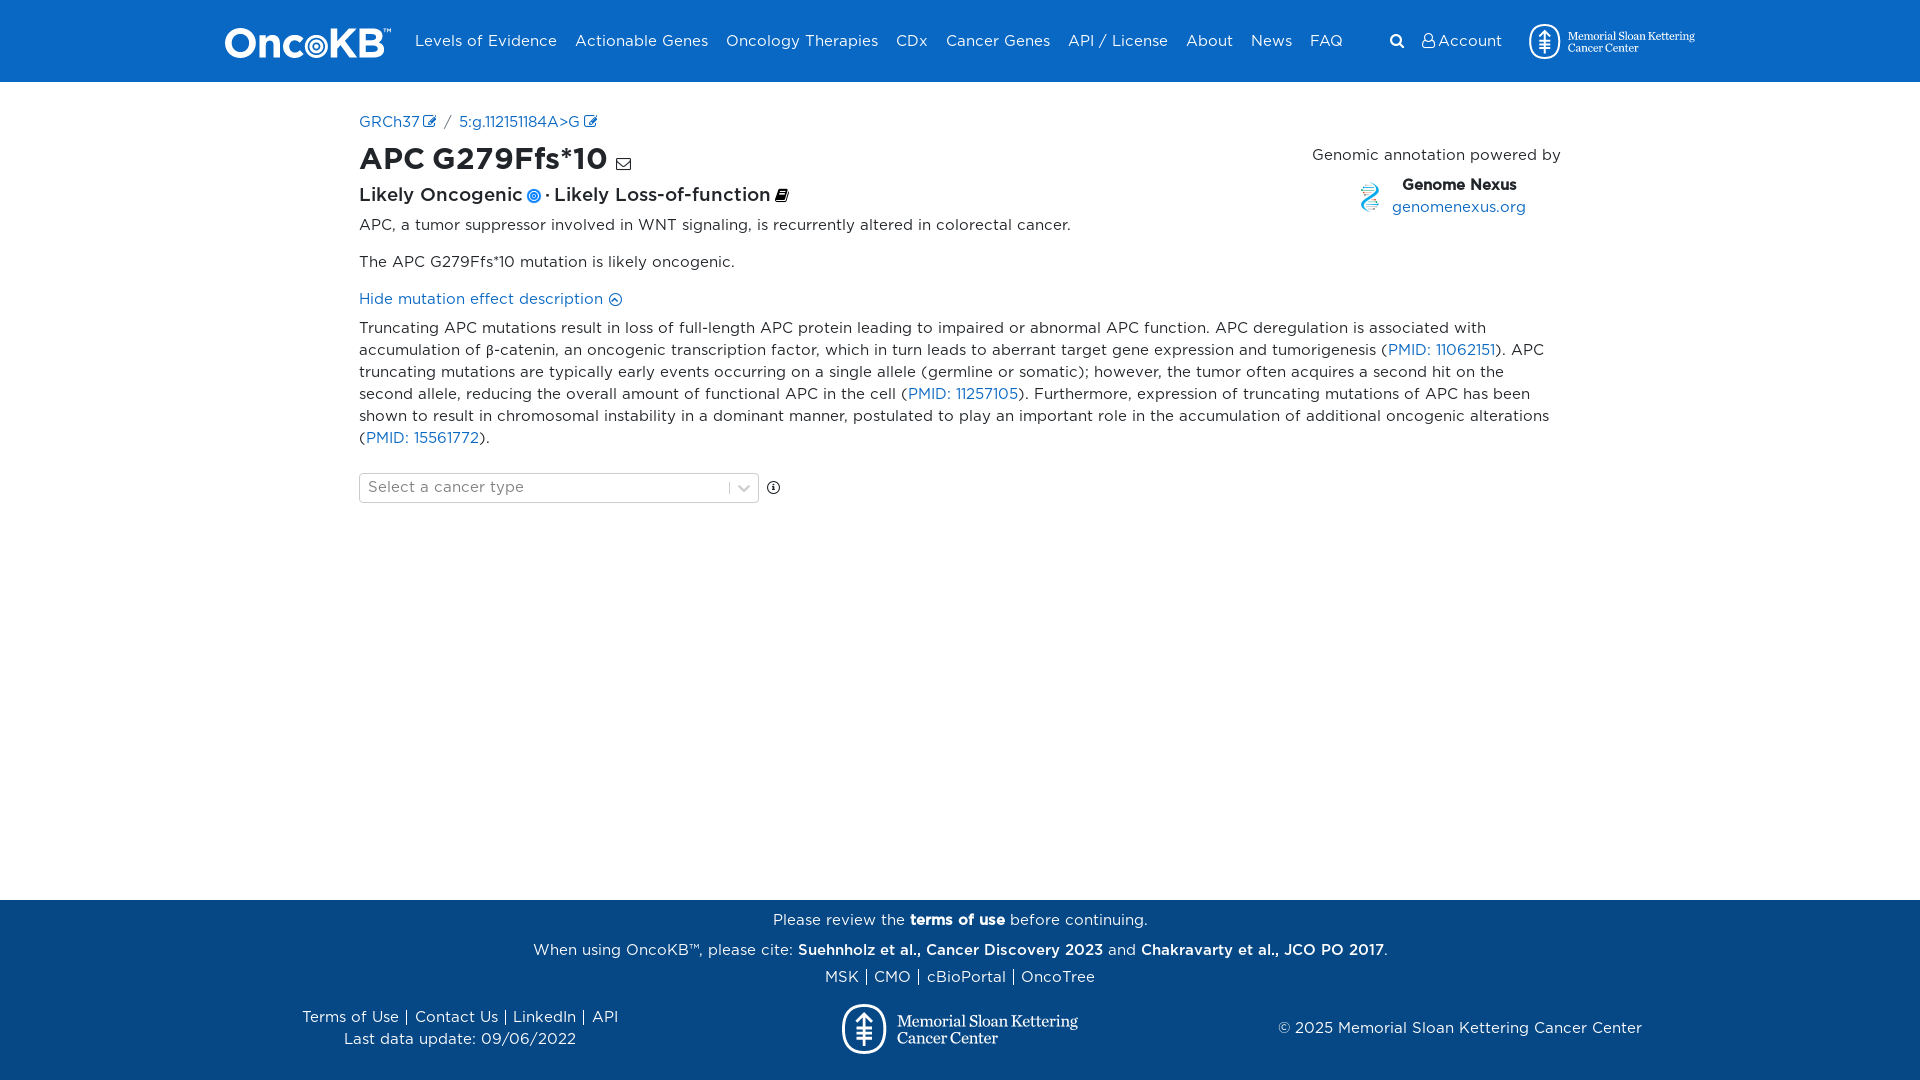 OncoKB™
Levels of Evidence
Actionable Genes
Oncology Therapies
CDx
Cancer Genes
API / License
About
News
FAQ
Account
Memorial Sloan Kettering
Cancer Center
GRCh37 / 5:g.112151184A>G
APC G279Ffs*10
Likely Oncogenic · Likely Loss-of-function
APC, a tumor suppressor involved in WNT signaling, is recurrently altered in colorectal cancer.
The APC G279Ffs*10 mutation is likely oncogenic.
Genomic annotation powered by
Genome Nexus
genomenexus.org
Hide mutation effect description
Truncating APC mutations result in loss of full-length APC protein leading to impaired or abnormal APC function. APC deregulation is associated with
accumulation of β-catenin, an oncogenic transcription factor, which in turn leads to aberrant target gene expression and tumorigenesis (PMID: 11062151). APC
truncating mutations are typically early events occurring on a single allele (germline or somatic); however, the tumor often acquires a second hit on the
second allele, reducing the overall amount of functional APC in the cell (PMID: 11257105). Furthermore, expression of truncating mutations of APC has been
shown to result in chromosomal instability in a dominant manner, postulated to play an important role in the accumulation of additional oncogenic alterations
(PMID: 15561772).
Select a cancer type
Please review the terms of use before continuing.
When using OncoKB™, please cite: Suehnholz et al., Cancer Discovery 2023 and Chakravarty et al., JCO PO 2017.
MSK | CMO | cBioPortal | OncoTree
Terms of Use | Contact Us | LinkedIn | API
Last data update: 09/06/2022
Memorial Sloan Kettering
Cancer Center
© 2025 Memorial Sloan Kettering Cancer Center